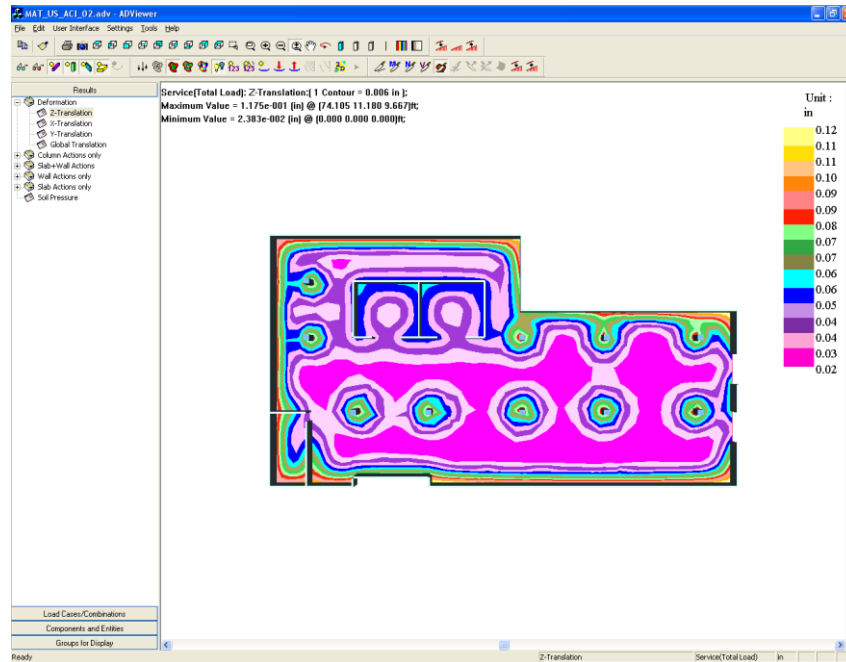 MAT_US_ACI_02.adv - ADViewer
File Edit User Interface Settings Tools Help
Results
Deformation
Z-Translation
X-Translation
Y-Translation
Global Translation
Column Actions only
Slab+Wall Actions
Wall Actions only
Slab Actions only
Soil Pressure
Service(Total Load): Z-Translation:[ 1 Contour = 0.006 in ];
Maximum Value = 1.175e-001 (in) @ (74.105 11.180 9.667)ft;
Minimum Value = 2.383e-002 (in) @ (0.000 0.000 0.000)ft;
Unit :
in
0.12
0.11
0.11
0.10
0.09
0.09
0.08
0.07
0.07
0.06
0.06
0.05
0.04
0.04
0.03
0.02
Load Cases/Combinations
Components and Entities
Groups for Display
Ready
Z-Translation
Service(Total Load)
in